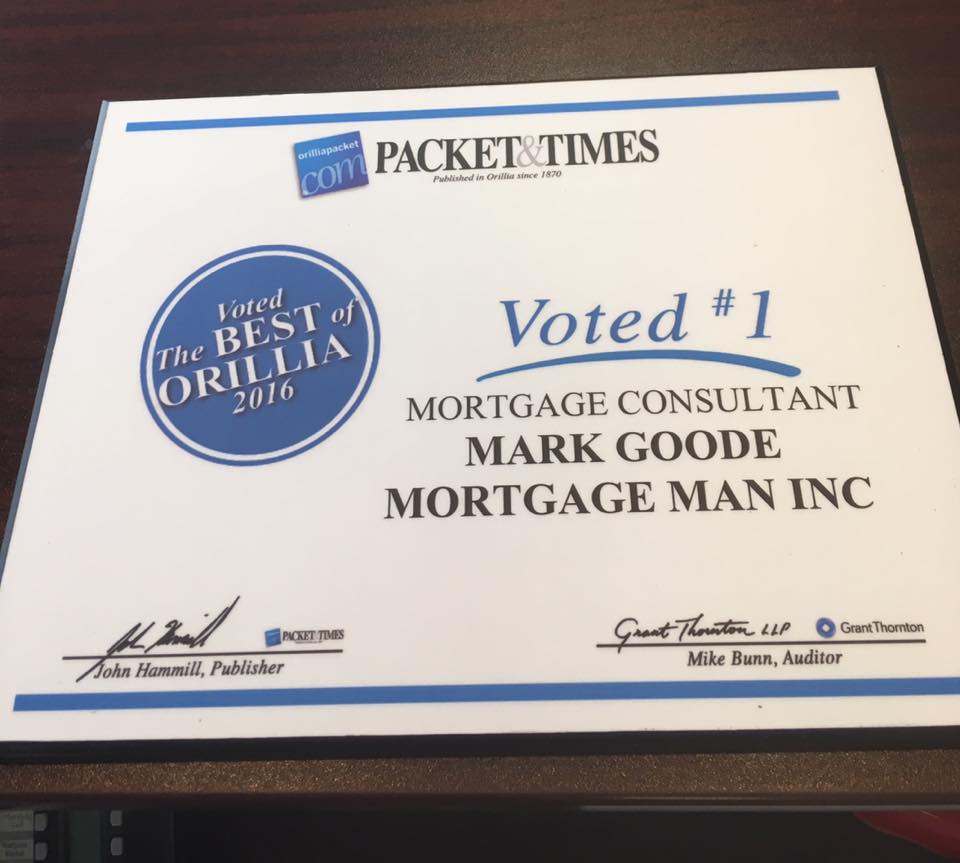 orilliapacket
com
PACKET&TIMES
Published in Orillia since 1870
Voted
The BEST of
ORILLIA
2016
Voted #1
MORTGAGE CONSULTANT
MARK GOODE
MORTGAGE MAN INC
PACKET&TIMES
John Hammill, Publisher
Grant Thornton LLP
Grant Thornton
Mike Bunn, Auditor